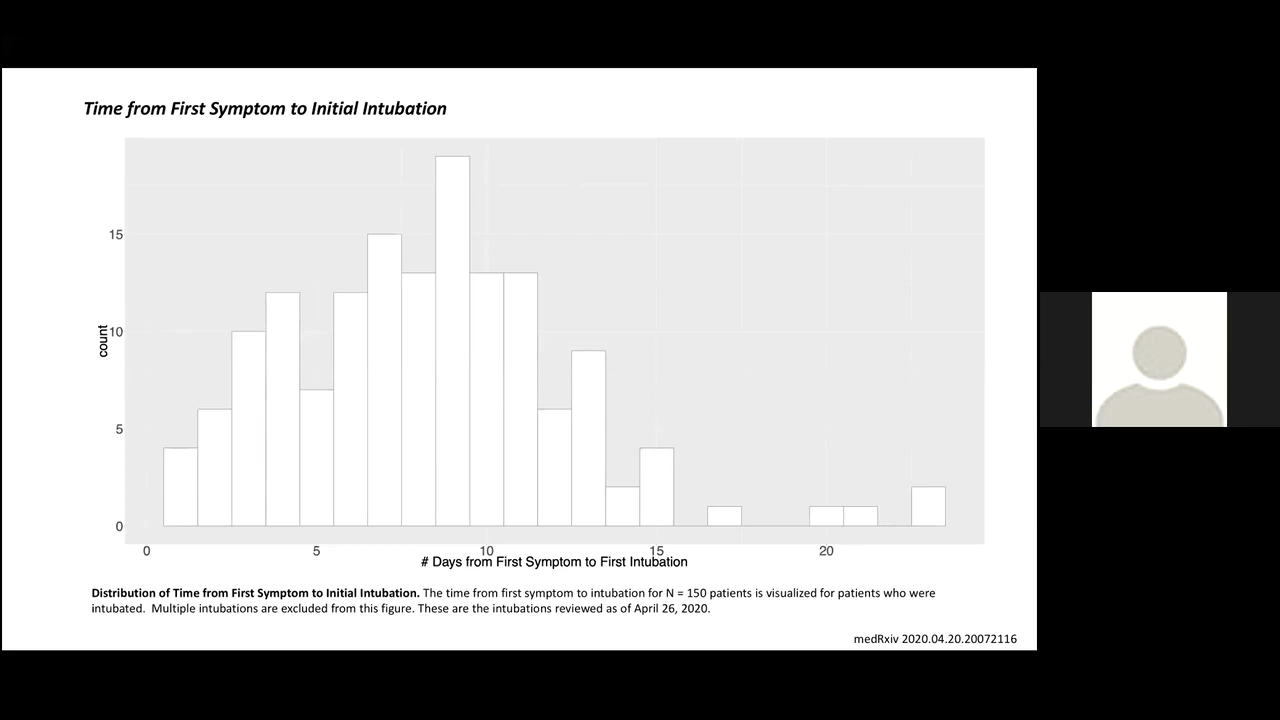 Time from First Symptom to Initial Intubation
15
10
5
0
count
0 5 10 15 20
# Days from First Symptom to First Intubation
Distribution of Time from First Symptom to Initial Intubation. The time from first symptom to intubation for N = 150 patients is visualized for patients who were
intubated. Multiple intubations are excluded from this figure. These are the intubations reviewed as of April 26, 2020.
medRxiv 2020.04.20.20072116